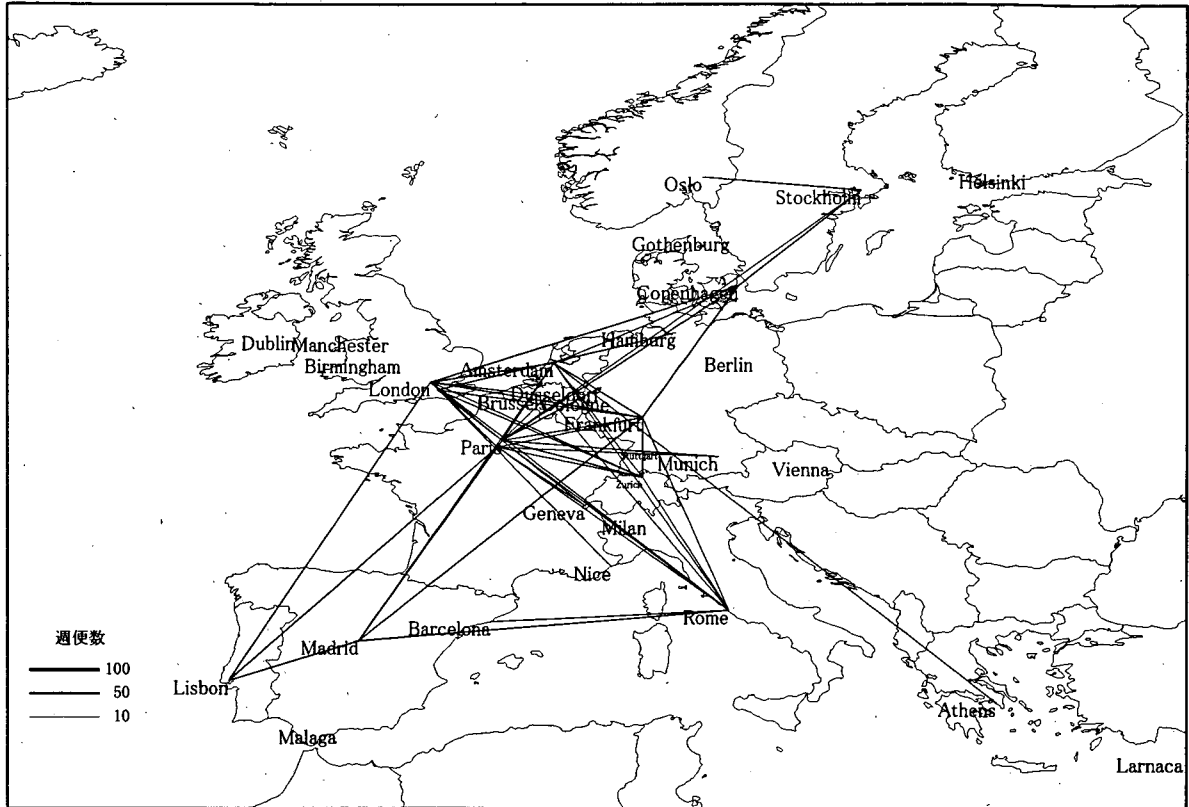 Oslo
Helsinki
Stockholm
Gothenburg
Copenhagen
Dublin
Manchester
Hamburg
Birmingham
Berlin
Amsterdam
London
Dusseldorf
Brussels
Cologne
Frankfurt
Paris
Stuttgart
Munich
Vienna
Zurich
Geneva
Milan
Nice
Rome
Barcelona
Madrid
Lisbon
Athens
Malaga
Larnaca
週便数
100
50
10